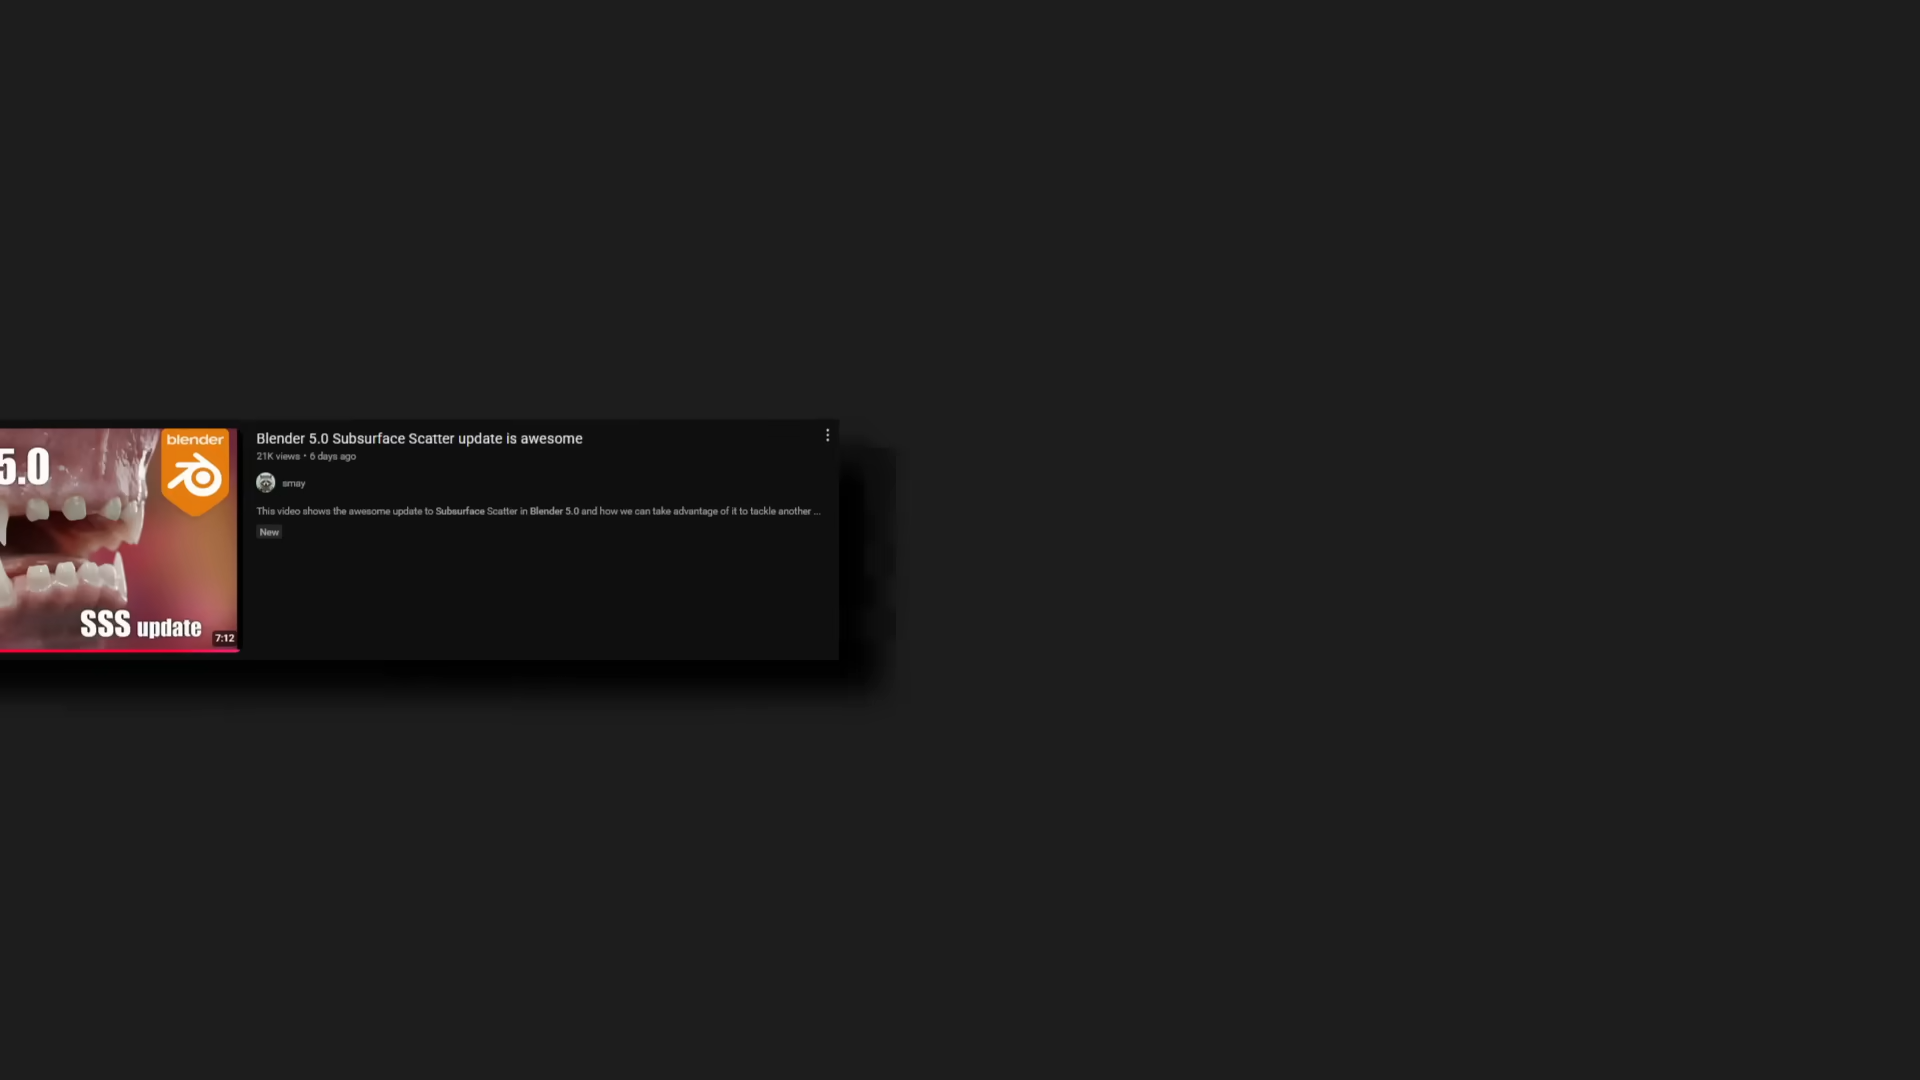 blender
5.0
SSS update
7:12
Blender 5.0 Subsurface Scatter update is awesome
21K views • 6 days ago
smay
This video shows the awesome update to Subsurface Scatter in Blender 5.0 and how we can take advantage of it to tackle another ...
New